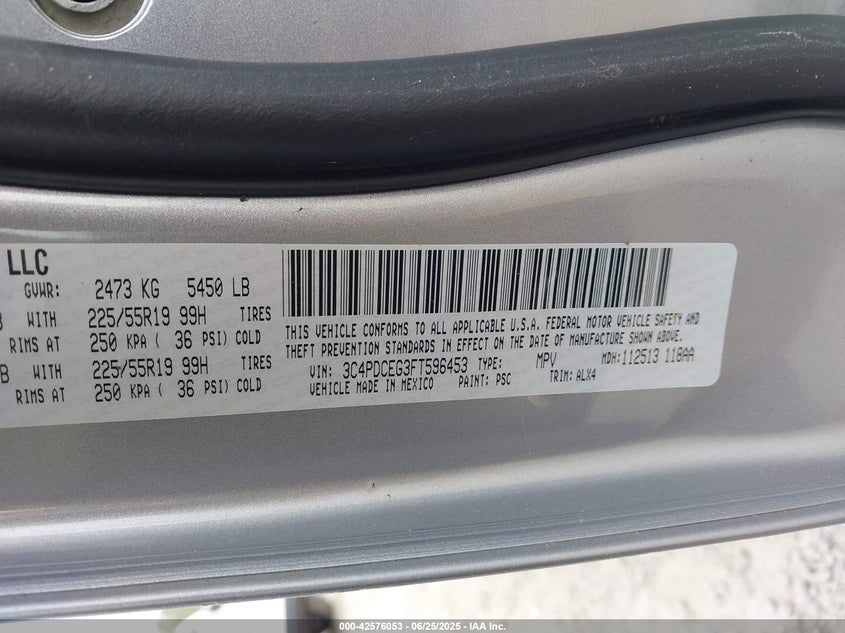 LLC
GVWR: 2473 KG 5450 LB
WITH 225/55R19 99H TIRES
RIMS AT 250 KPA ( 36 PSI) COLD
B WITH 225/55R19 99H TIRES
RIMS AT 250 KPA ( 36 PSI) COLD
THIS VEHICLE CONFORMS TO ALL APPLICABLE U.S.A. FEDERAL MOTOR VEHICLE SAFETY AND
THEFT PREVENTION STANDARDS IN EFFECT ON THE DATE OF MANUFACTURE SHOWN ABOVE.
VIN: 3C4PDCEG3FT596453 TYPE: MPV MDH: 112513 118AA
VEHICLE MADE IN MEXICO PAINT: PSC TRIM: ALX4
000-42576053 - 06/25/2025 - IAA Inc.